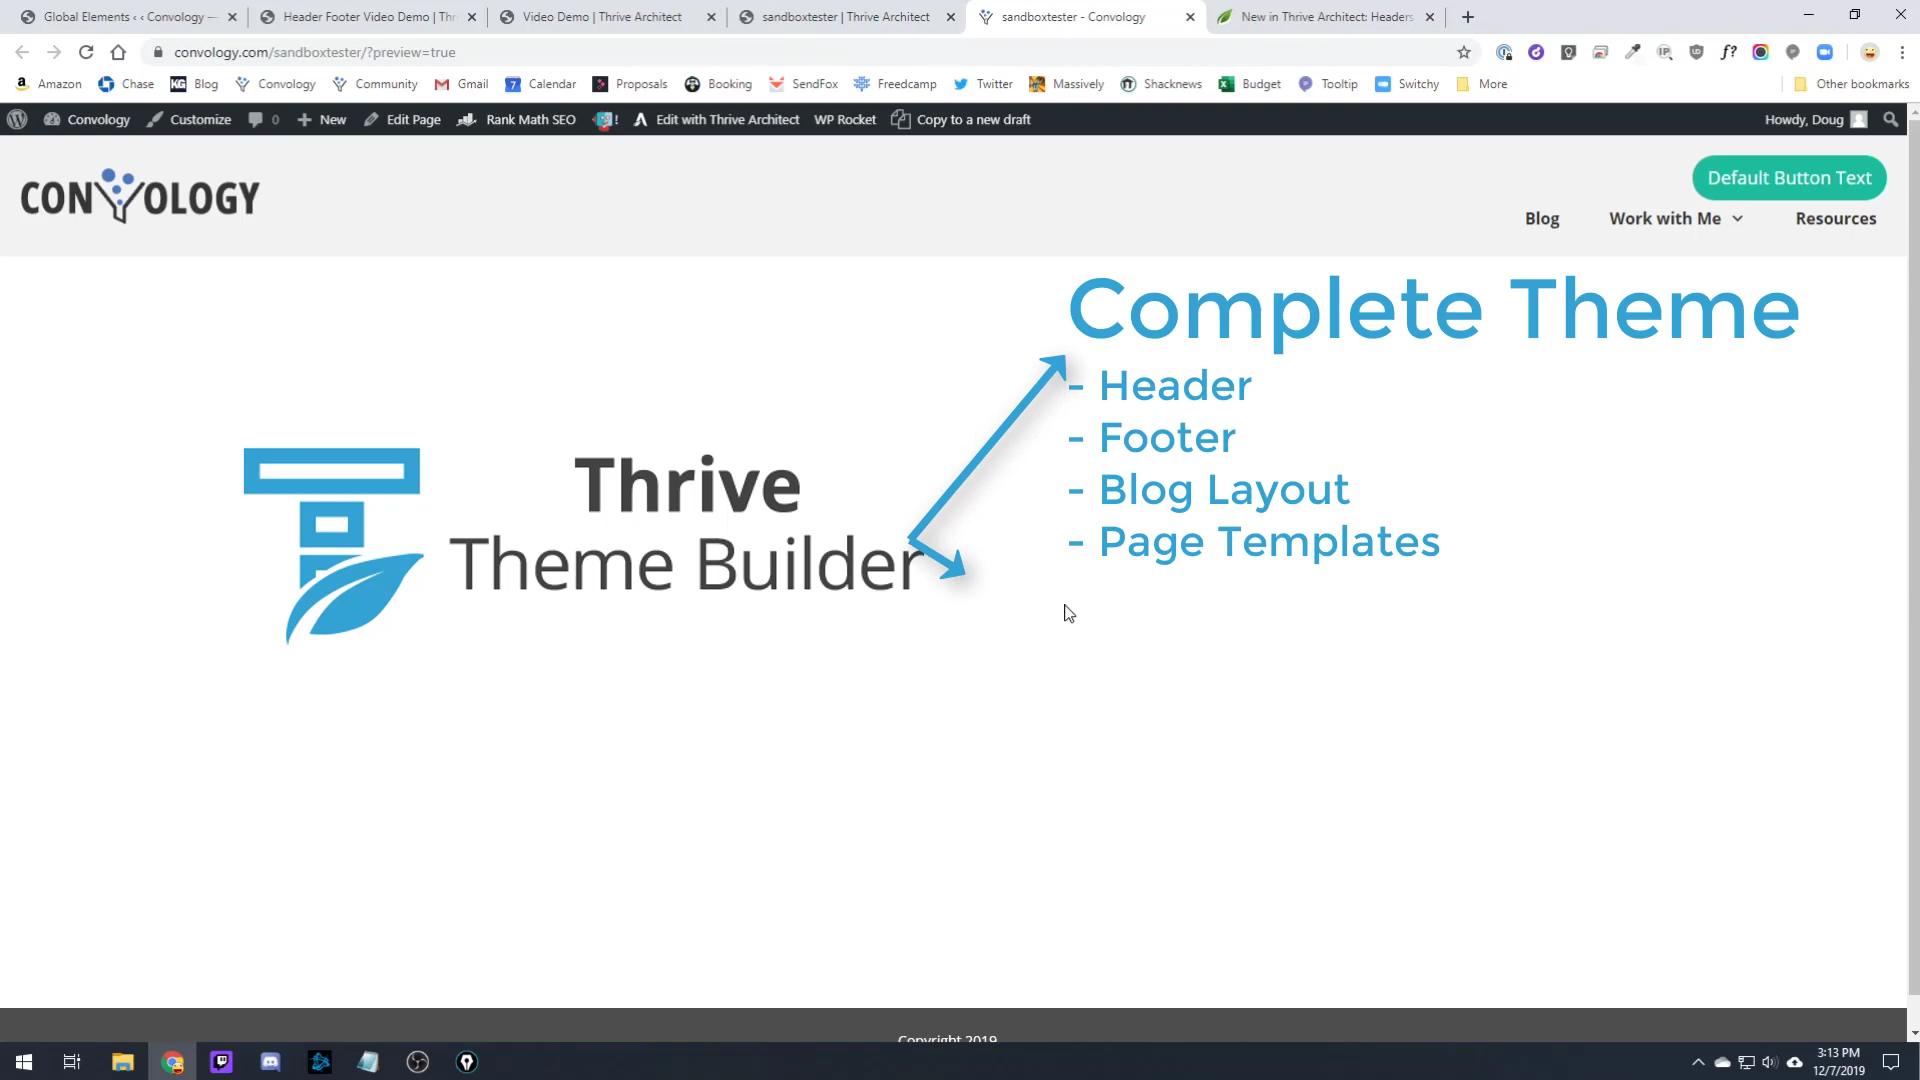 Global Elements ‹ ‹ Convology —
Header Footer Video Demo | Thr
Video Demo | Thrive Architect
sandboxtester | Thrive Architect
sandboxtester - Convology
New in Thrive Architect: Headers
convology.com/sandboxtester/?preview=true
Amazon
Chase
Blog
Convology
Community
Gmail
Calendar
Proposals
Booking
SendFox
Freedcamp
Twitter
Massively
Shacknews
Budget
Tooltip
Switchy
More
Other bookmarks
Convology
Customize
0
New
Edit Page
Rank Math SEO
Edit with Thrive Architect
WP Rocket
Copy to a new draft
Howdy, Doug
CONVOLOGY
Default Button Text
Blog
Work with Me
Resources
Complete Theme
- Header
- Footer
- Blog Layout
- Page Templates
Thrive
Theme Builder
Copyright 2019
3:13 PM
12/7/2019